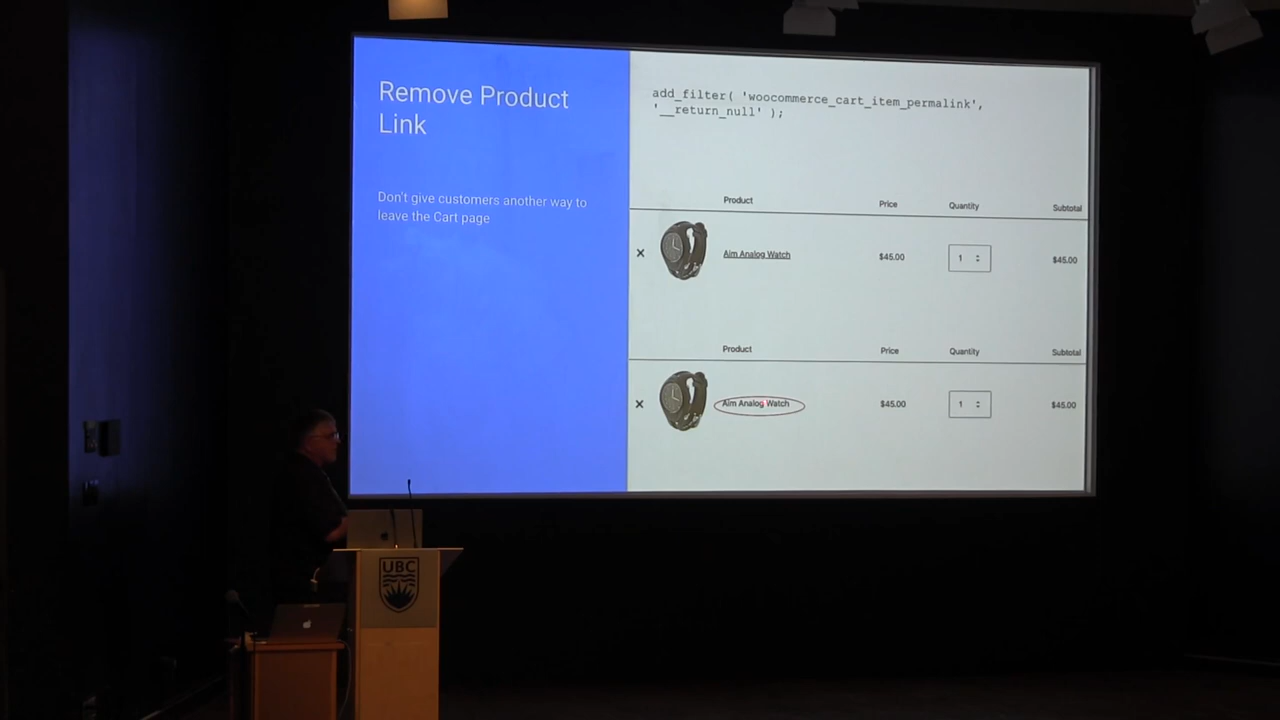 Remove Product
Link
Don't give customers another way to
leave the Cart page
add_filter( 'woocommerce_cart_item_permalink',
'__return_null' );
Product Price Quantity Subtotal
× Aim Analog Watch $45.00 1 $45.00
Product Price Quantity Subtotal
× Aim Analog Watch $45.00 1 $45.00
UBC